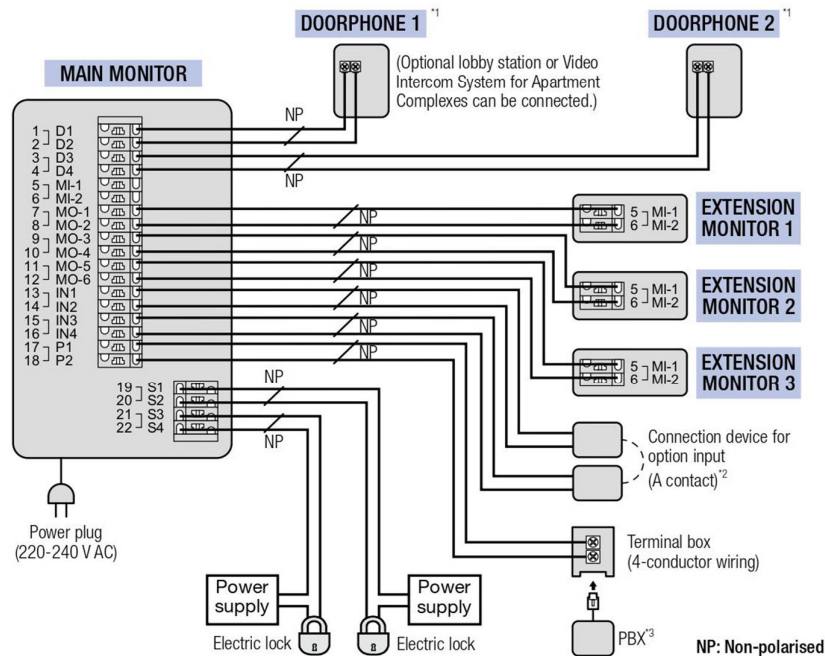 DOORPHONE 1 *1
DOORPHONE 2 *1
MAIN MONITOR
(Optional lobby station or Video
Intercom System for Apartment
Complexes can be connected.)
NP
1 D1
2 D2
3 D3
4 D4
NP
5 MI-1
6 MI-2
7 MO-1
8 MO-2
9 MO-3
10 MO-4
11 MO-5
12 MO-6
13 IN1
14 IN2
15 IN3
16 IN4
17 P1
18 P2
NP
NP
NP
NP
NP
NP
5 MI-1
6 MI-2
EXTENSION
MONITOR 1
5 MI-1
6 MI-2
EXTENSION
MONITOR 2
5 MI-1
6 MI-2
EXTENSION
MONITOR 3
19 S1
20 S2
21 S3
22 S4
NP
NP
Connection device for
option input
(A contact)*2
Power plug
(220-240 V AC)
Terminal box
(4-conductor wiring)
Power
supply
Power
supply
Electric lock
Electric lock
PBX*3
NP: Non-polarised